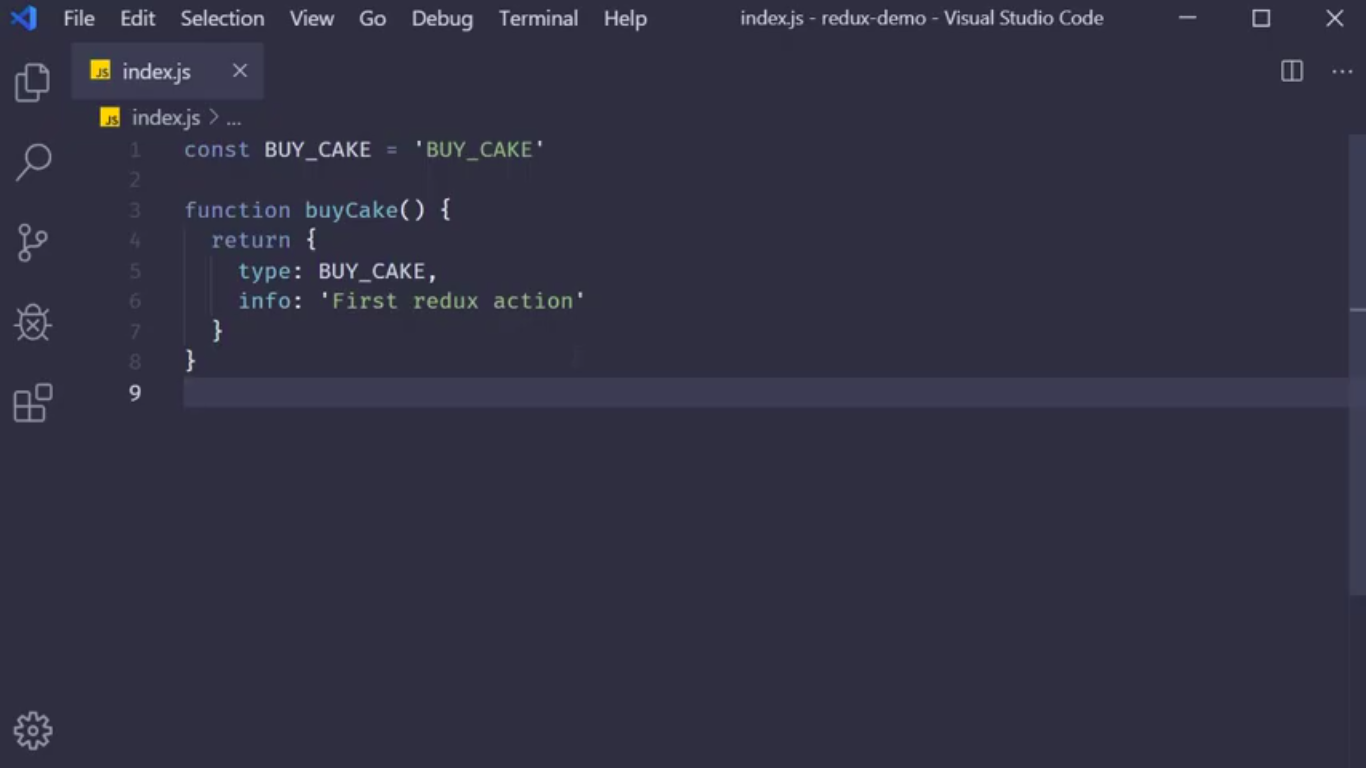 File Edit Selection View Go Debug Terminal Help index.js - redux-demo - Visual Studio Code
JS index.js
JS index.js > ...
1 const BUY_CAKE = 'BUY_CAKE'
2
3 function buyCake() {
4 return {
5 type: BUY_CAKE,
6 info: 'First redux action'
7 }
8 }
9